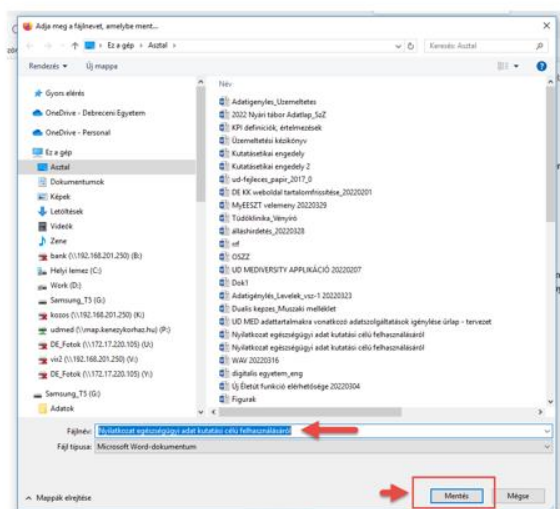 Adja meg a fájlnevet, amelybe ment...
Ez a gép › Asztal ›
Keresés: Asztal
Rendezés
Új mappa
Név
Gyors elérés
OneDrive - Debreceni Egyetem
OneDrive - Personal
Ez a gép
Asztal
Dokumentumok
Képek
Letöltések
Videók
Zene
bank (\\192.168.201.250) (B:)
Helyi lemez (C:)
Work (D:)
Samsung_T5 (G:)
kozos (\\192.168.201.250) (K:)
udmed (\\map.kenezykorhaz.hu) (P:)
DE_Fotok (\\172.17.220.105) (U:)
vir2 (\\192.168.201.250) (V:)
DE_Fotok (\\172.17.220.105) (Y:)
Samsung_T5 (G:)
Adatok
Adatigenyles_Uzemeltetes
2022 Nyári tábor Adatlap_SzZ
KPI definíciók, értelmezések
Üzemeltetési kézikönyv
Kutatásetikai engedely
Kutatásetikai engedely 2
ud-fejleces_papir_2017_0
DE KK weboldal tartalomfrissítése_20220201
MyEESZT velemeny 20220329
Tüdőklinika_Vényíró
álláshirdetés_20220328
OSZZ
UD MEDIVERSITY APPLIKÁCIÓ 20220207
Dok1
Adatigénylés_Levelek_vsz-1 20220323
Dualis kepzes_Muszaki melléklet
UD MED adattartalmakra vonatkozó adatszolgáltatások igénylése űrlap - tervezet
Nyilatkozat egészségügyi adat kutatási célú felhasználásáról
Nyilatkozat egészségügyi adat kutatási célú felhasználásáról
WAV 20220316
digitalis egyetem_eng
Új Életút funkció elérhetősége 20220304
Figurak
Fájlnév: Nyilatkozat egészségügyi adat kutatási célú felhasználásáról
Fájl típusa: Microsoft Word-dokumentum
Mappák elrejtése
Mentés
Mégse